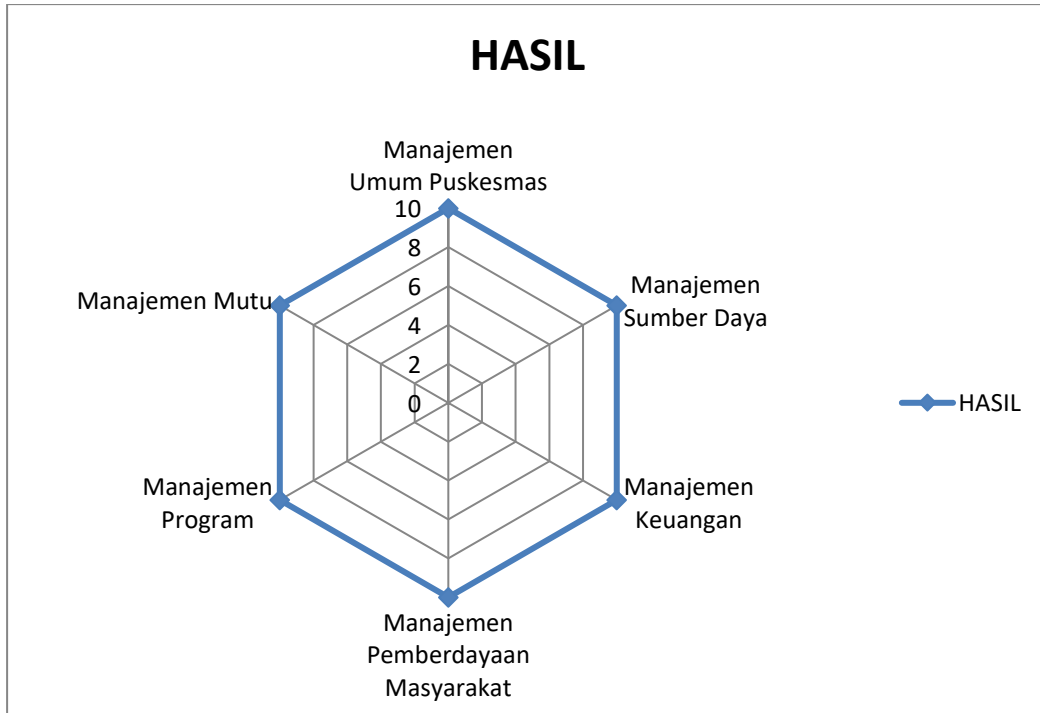 HASIL
Manajemen
Umum Puskesmas
10
8
6
4
2
0
Manajemen
Sumber Daya
Manajemen
Keuangan
Manajemen
Pemberdayaan
Masyarakat
Manajemen
Program
Manajemen Mutu
HASIL